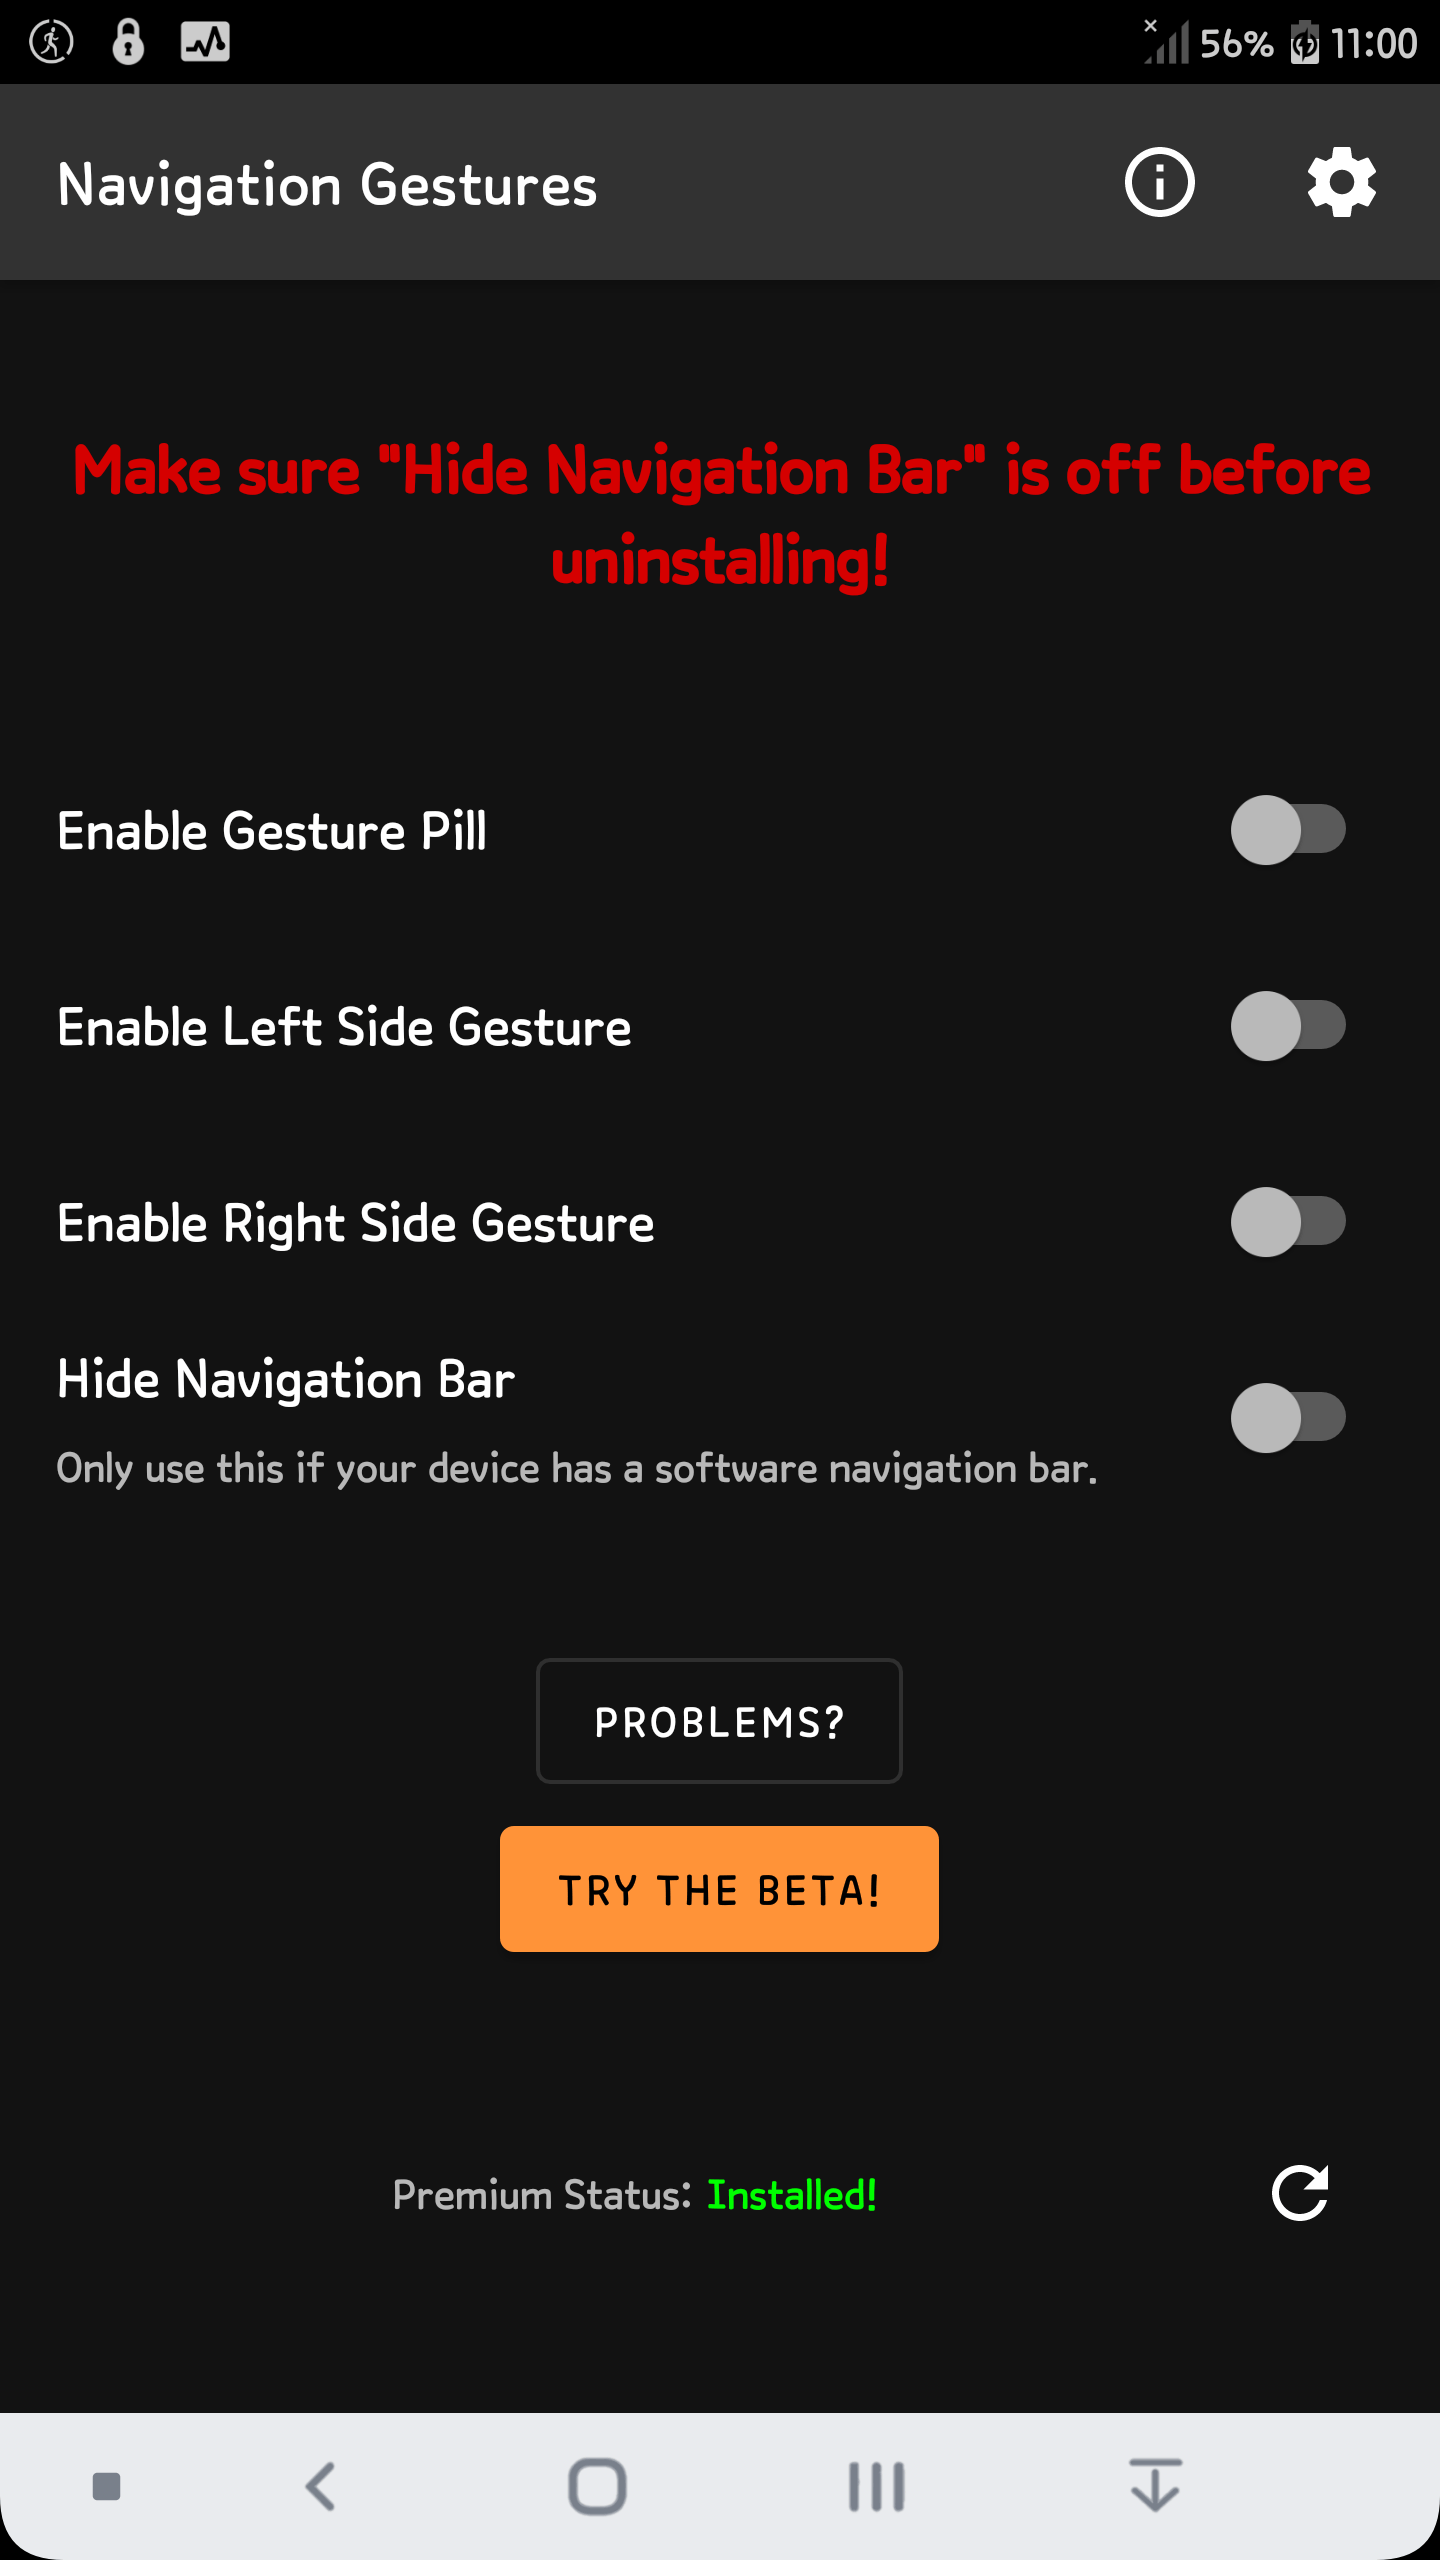 56% 11:00
Navigation Gestures
Make sure "Hide Navigation Bar" is off before
uninstalling!
Enable Gesture Pill
Enable Left Side Gesture
Enable Right Side Gesture
Hide Navigation Bar
Only use this if your device has a software navigation bar.
PROBLEMS?
TRY THE BETA!
Premium Status: Installed!